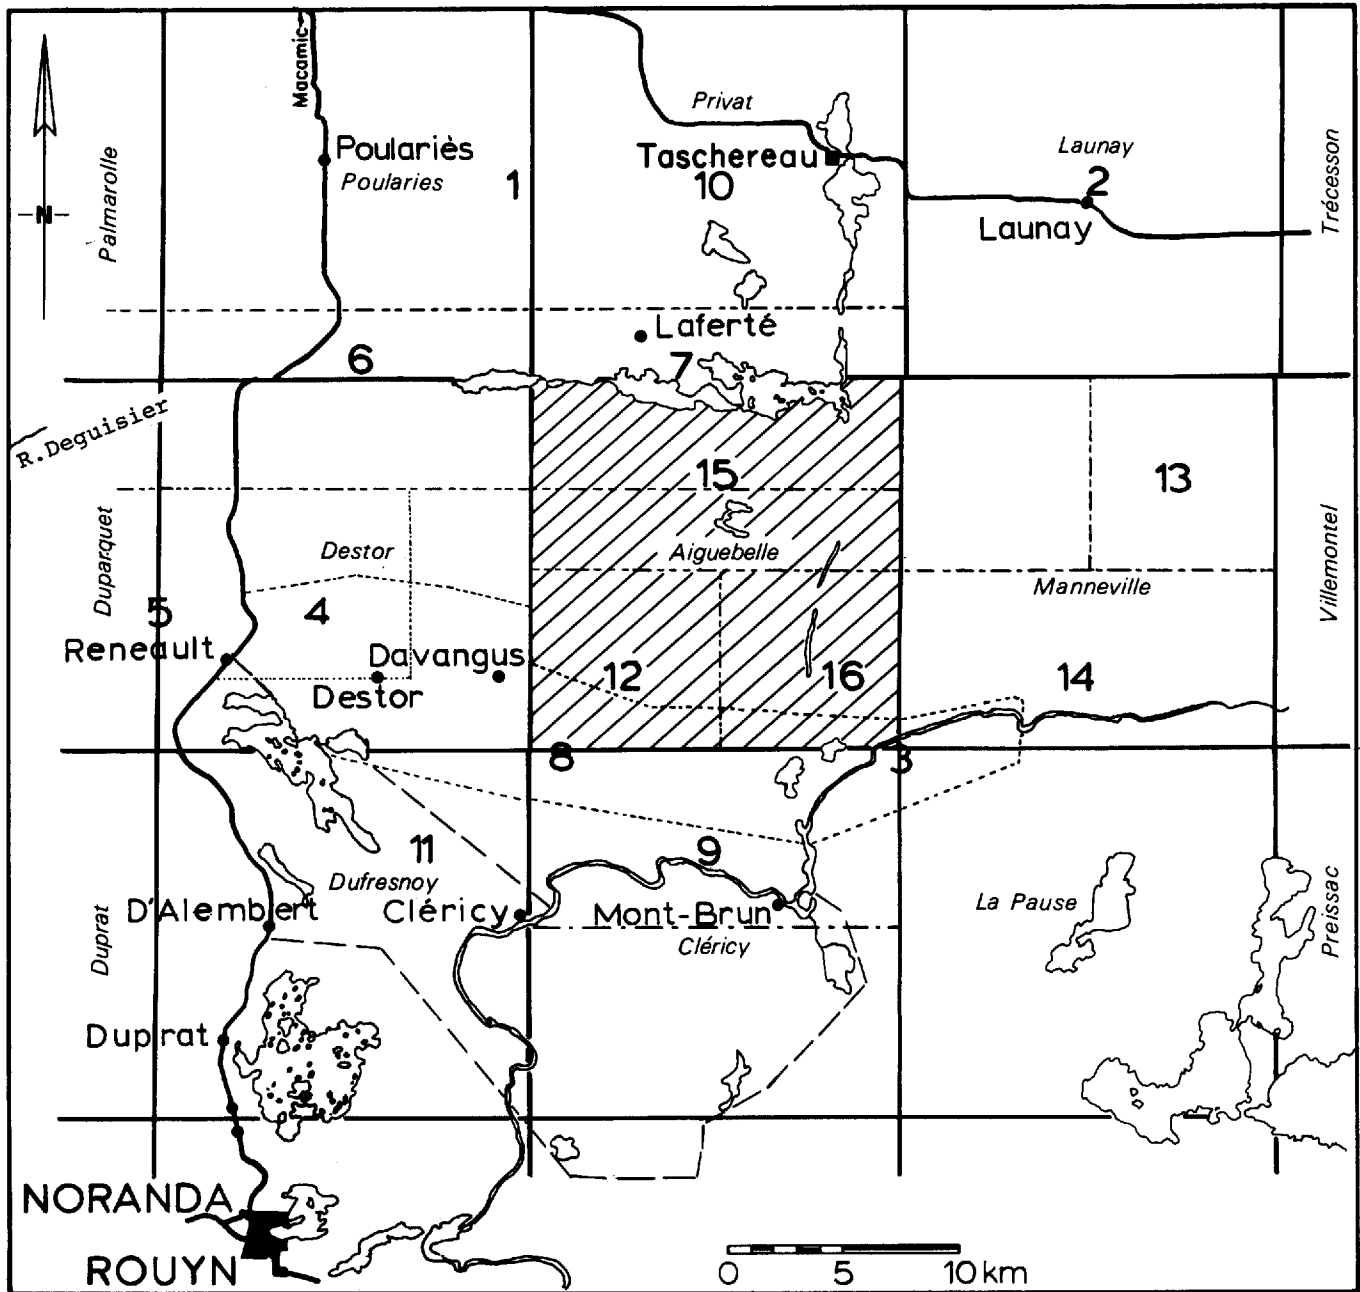 Macamic→
Privat
Poulariès
Poularies
Palmarolle
1
Taschereau
10
Launay
2
Launay
Trécesson
N
Laferté
6
7
R. Deguisier
15
13
Duparquet
Destor
Aiguebelle
Manneville
Villemontel
5
4
Reneault
Davangus
Destor
12
16
14
8
3
11
9
Dufresnoy
D'Alembert
Cléricy
Mont-Brun
Cléricy
La Pause
Preissac
Duprat
Duprat
NORANDA
ROUYN
0 5 10 km